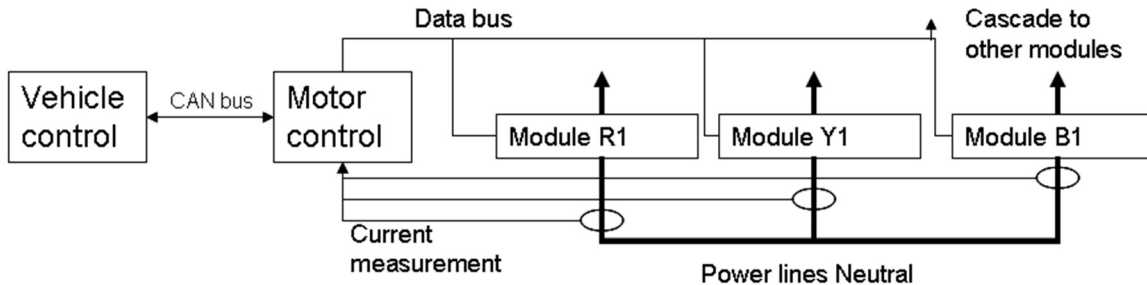 Data bus
Cascade to
other modules
Vehicle
control
CAN bus
Motor
control
Module R1
Module Y1
Module B1
Current
measurement
Power lines Neutral